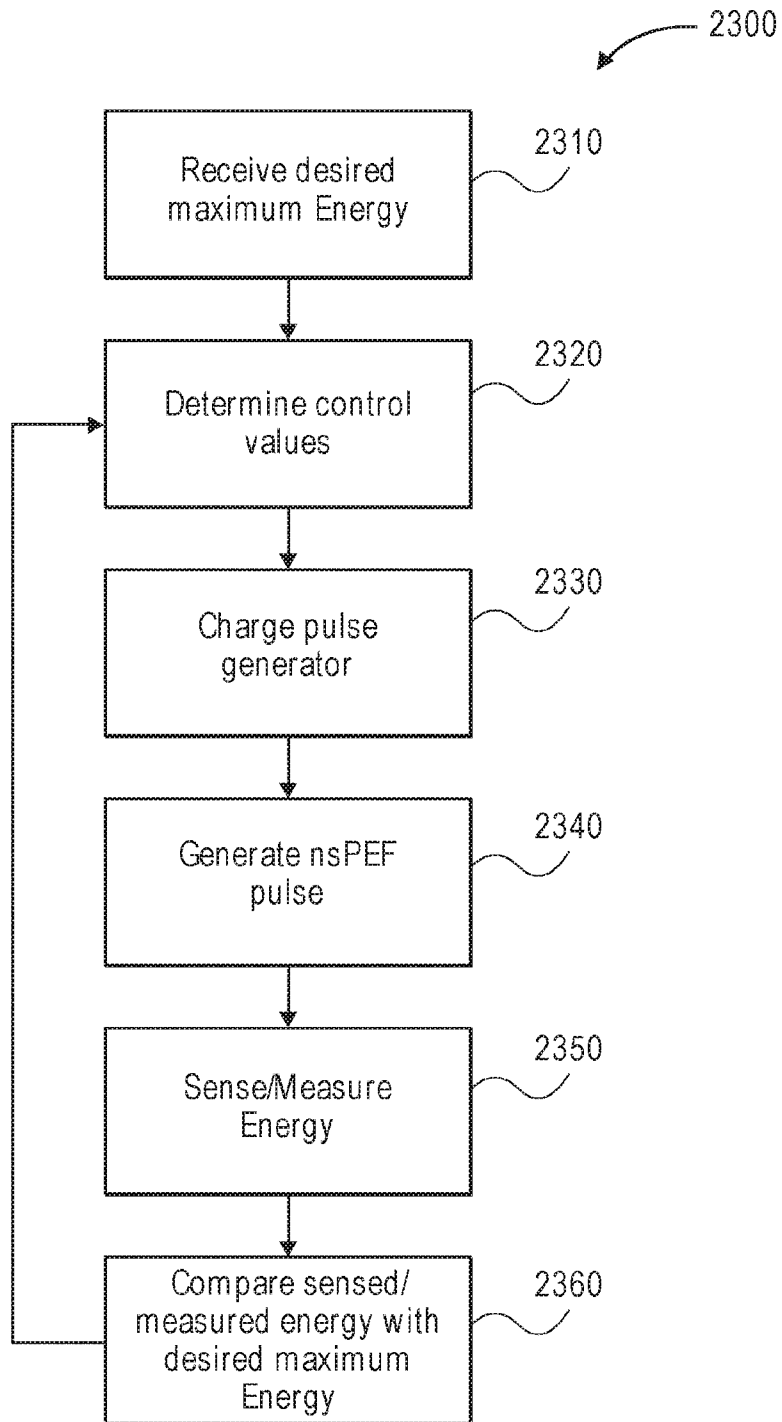 2300
Receive desired
maximum Energy
2310
Determine control
values
2320
Charge pulse
generator
2330
Generate nsPEF
pulse
2340
Sense/Measure
Energy
2350
Compare sensed/
measured energy with
desired maximum
Energy
2360